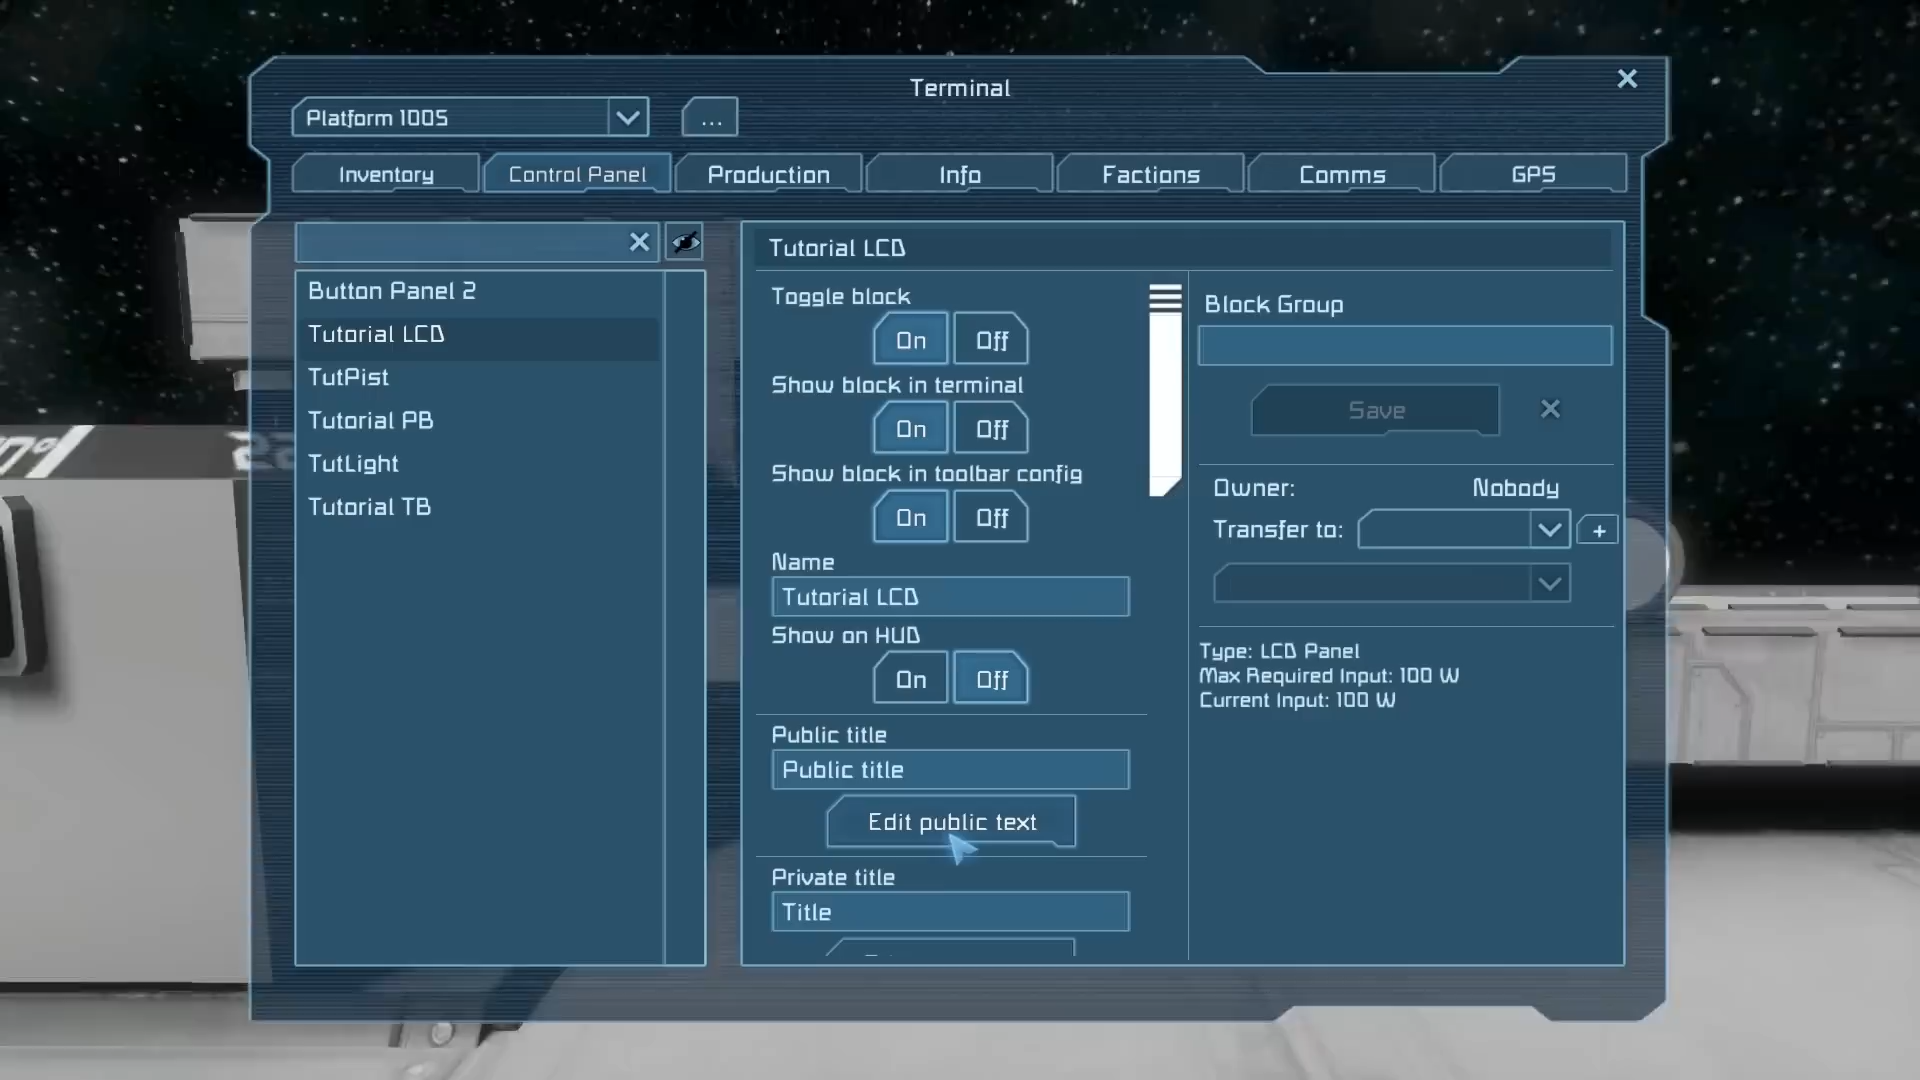 Terminal
Platform 1005
...
Inventory
Control Panel
Production
Info
Factions
Comms
GPS
Button Panel 2
Tutorial LCD
TutPist
Tutorial PB
TutLight
Tutorial TB
Tutorial LCD
Toggle block
On Off
Show block in terminal
On Off
Show block in toolbar config
On Off
Name
Tutorial LCD
Show on HUD
On Off
Public title
Public title
Edit public text
Private title
Title
Block Group
Save
Owner: Nobody
Transfer to:
Type: LCD Panel
Max Required Input: 100 W
Current Input: 100 W